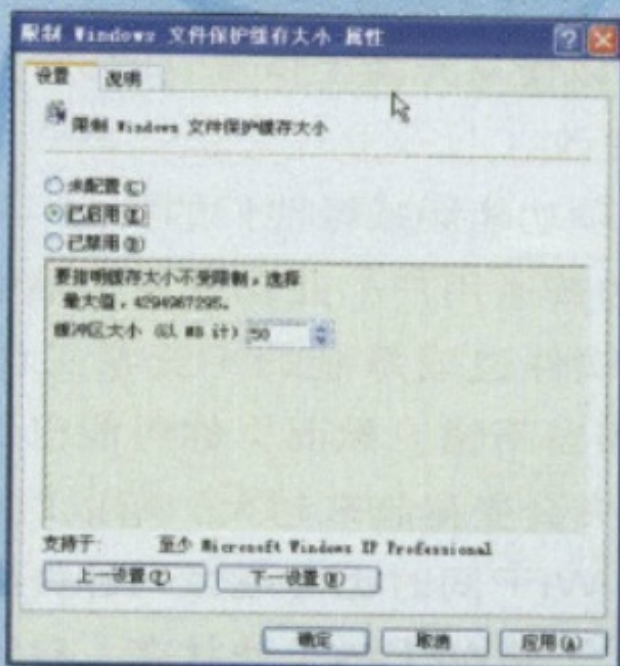 限制 Windows 文件保护缓存大小 属性
设置 说明
限制 Windows 文件保护缓存大小
未配置(C)
已启用(E)
已禁用(D)
要指明缓存大小不受限制，选择
最大值，4294967295。
缓冲区大小 (以 MB 计) 50
支持于: 至少 Microsoft Windows XP Professional
上一设置(P) 下一设置(N)
确定 取消 应用(A)